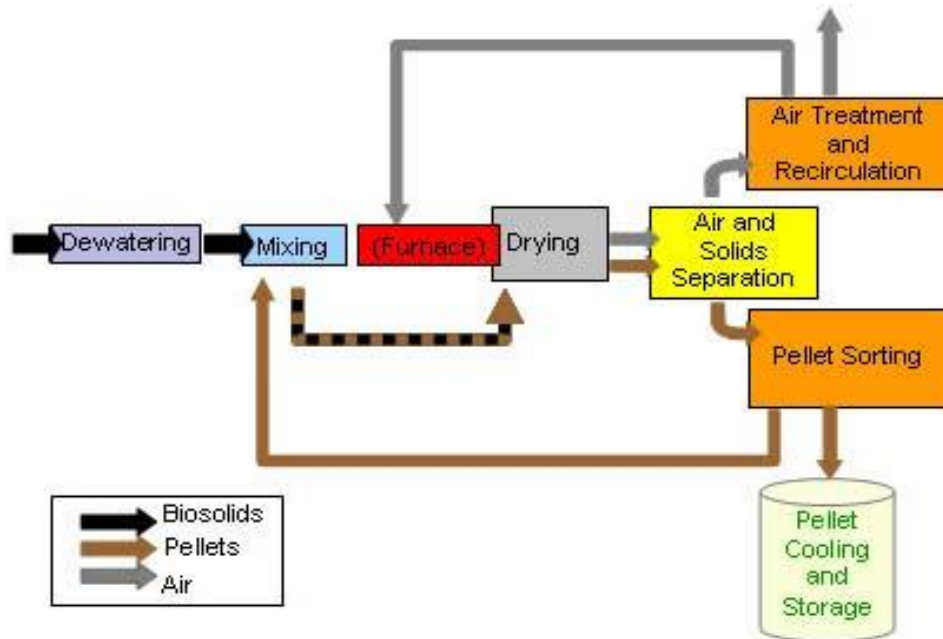 Air Treatment
and
Recirculation
Dewatering
Mixing
(Furnace)
Drying
Air and
Solids
Separation
Pellet Sorting
Biosolids
Pellets
Air
Pellet
Cooling
and
Storage